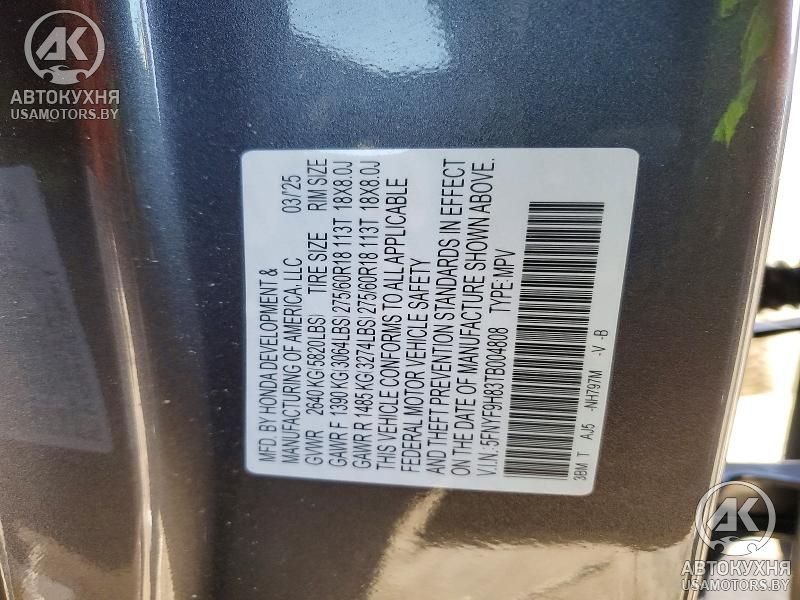 AK
АВТОКУХНЯ
USAMOTORS.BY
MFD. BY HONDA DEVELOPMENT &
MANUFACTURING OF AMERICA, LLC 03/'25
GVWR 2640 KG(5820LBS) TIRE SIZE RIM SIZE
GAWR F 1390 KG(3064LBS) 275/60R18 113T 18X8.0J
GAWR R 1485 KG(3274LBS) 275/60R18 113T 18X8.0J
THIS VEHICLE CONFORMS TO ALL APPLICABLE
FEDERAL MOTOR VEHICLE SAFETY
AND THEFT PREVENTION STANDARDS IN EFFECT
ON THE DATE OF MANUFACTURE SHOWN ABOVE.
V.I.N.: 5FNYF9H83TB004808 TYPE: MPV
3BM T AJ5 -NH797M -V -B
AK
АВТОКУХНЯ
USAMOTORS.BY